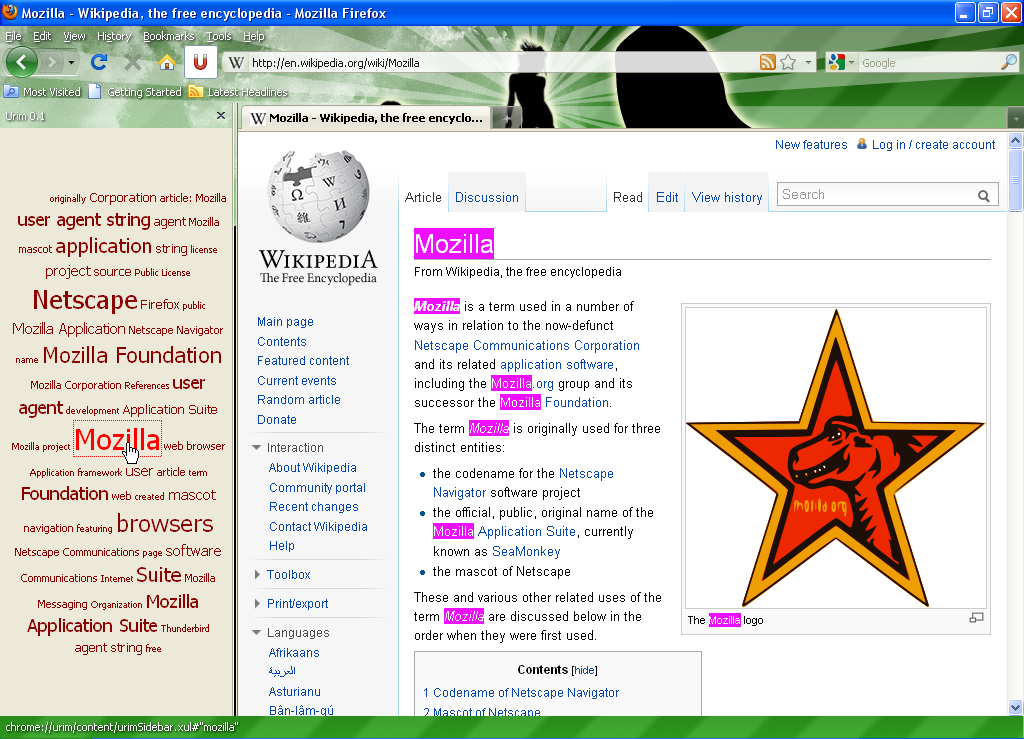 Mozilla - Wikipedia, the free encyclopedia - Mozilla Firefox
File Edit View History Bookmarks Tools Help
W http://en.wikipedia.org/wiki/Mozilla Google
Most Visited Getting Started Latest Headlines
Urim 0.1
W Mozilla - Wikipedia, the free encyclo...
originally Corporation article: Mozilla
user agent string agent Mozilla
mascot application string license
project source Public License
Netscape Firefox public
Mozilla Application Netscape Navigator
name Mozilla Foundation
Mozilla Corporation References user
agent development Application Suite
Mozilla project Mozilla web browser
Application framework user article term
Foundation web created mascot
navigation featuring browsers
Netscape Communications page software
Communications Internet Suite Mozilla
Messaging Organization Mozilla
Application Suite Thunderbird
agent string free
New features Log in / create account
WIKIPEDIA
The Free Encyclopedia
Article Discussion Read Edit View history Search
Main page
Contents
Featured content
Current events
Random article
Donate
Interaction
About Wikipedia
Community portal
Recent changes
Contact Wikipedia
Help
Toolbox
Print/export
Languages
Afrikaans
العربية
Asturianu
Bân-lâm-gú
Mozilla
From Wikipedia, the free encyclopedia
Mozilla is a term used in a number of
ways in relation to the now-defunct
Netscape Communications Corporation
and its related application software,
including the Mozilla.org group and its
successor the Mozilla Foundation.
The term Mozilla is originally used for three
distinct entities:
the codename for the Netscape
Navigator software project
the official, public, original name of the
Mozilla Application Suite, currently
known as SeaMonkey
the mascot of Netscape
These and various other related uses of the
term Mozilla are discussed below in the
order when they were first used.
mozilla.org
The Mozilla logo
Contents [hide]
1 Codename of Netscape Navigator
2 Mascot of Netscape
chrome://urim/content/urimSidebar.xul#"mozilla"